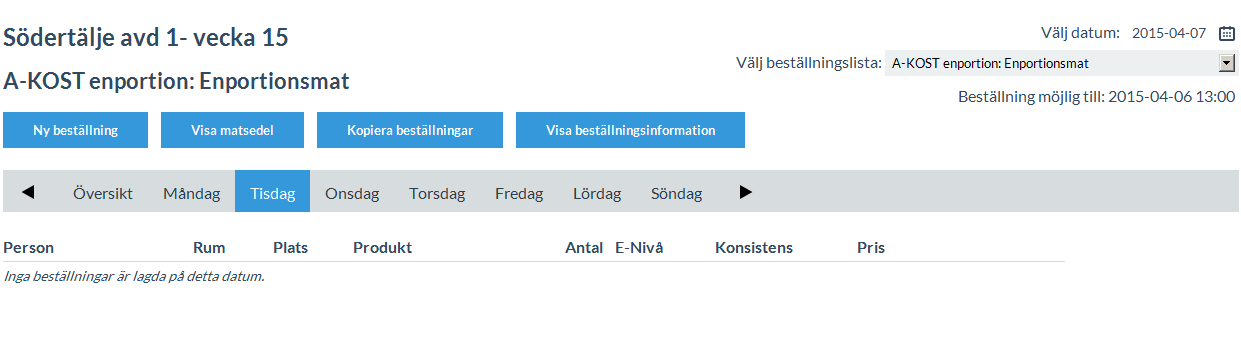 Södertälje avd 1- vecka 15
Välj datum: 2015-04-07
Välj beställningslista: A-KOST enportion: Enportionsmat
A-KOST enportion: Enportionsmat
Beställning möjlig till: 2015-04-06 13:00
Ny beställning Visa matsedel Kopiera beställningar Visa beställningsinformation
Översikt Måndag Tisdag Onsdag Torsdag Fredag Lördag Söndag
Person Rum Plats Produkt Antal E-Nivå Konsistens Pris
Inga beställningar är lagda på detta datum.